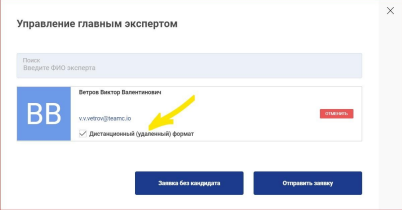 Управление главным экспертом
Поиск
Введите ФИО эксперта
ВВ
Ветров Виктор Валентинович
v.v.vetrov@teamc.io
ОТМЕНИТЬ
Дистанционный (удаленный) формат
Заявка без кандидата
Отправить заявку